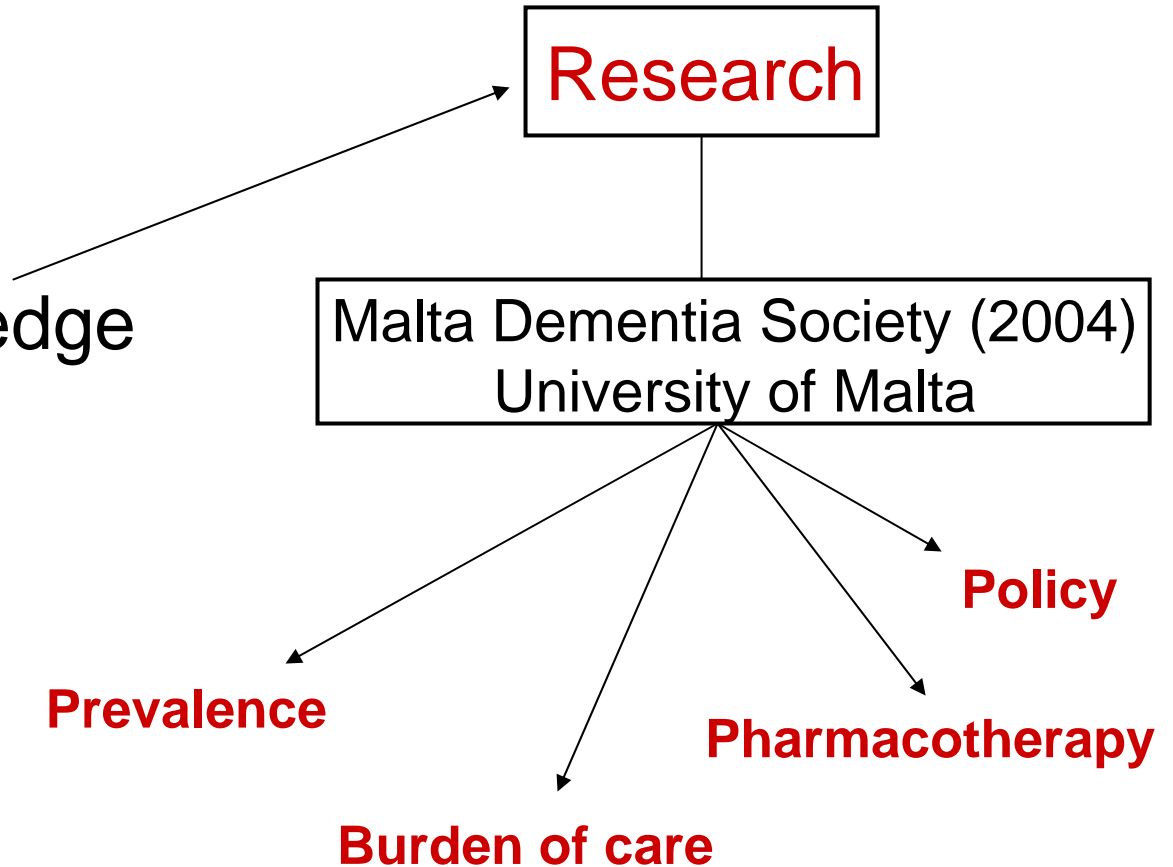 Research
edge
Malta Dementia Society (2004)
University of Malta
Policy
Prevalence
Pharmacotherapy
Burden of care